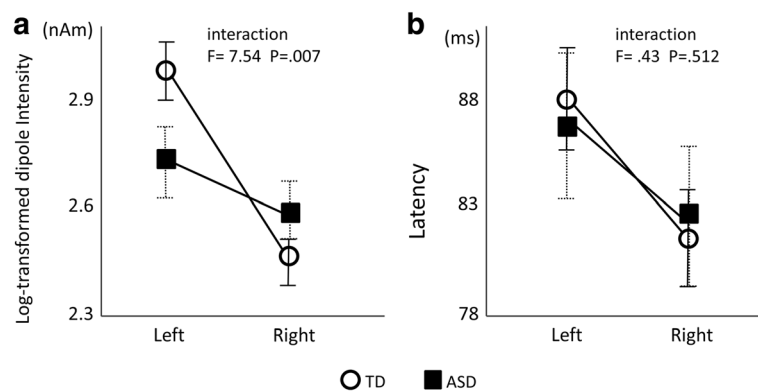 a
(nAm)
interaction
F= 7.54 P=.007
Log-transformed dipole Intensity
2.9
2.6
2.3
Left
Right
b
(ms)
interaction
F= .43 P=.512
Latency
88
83
78
Left
Right
TD
ASD